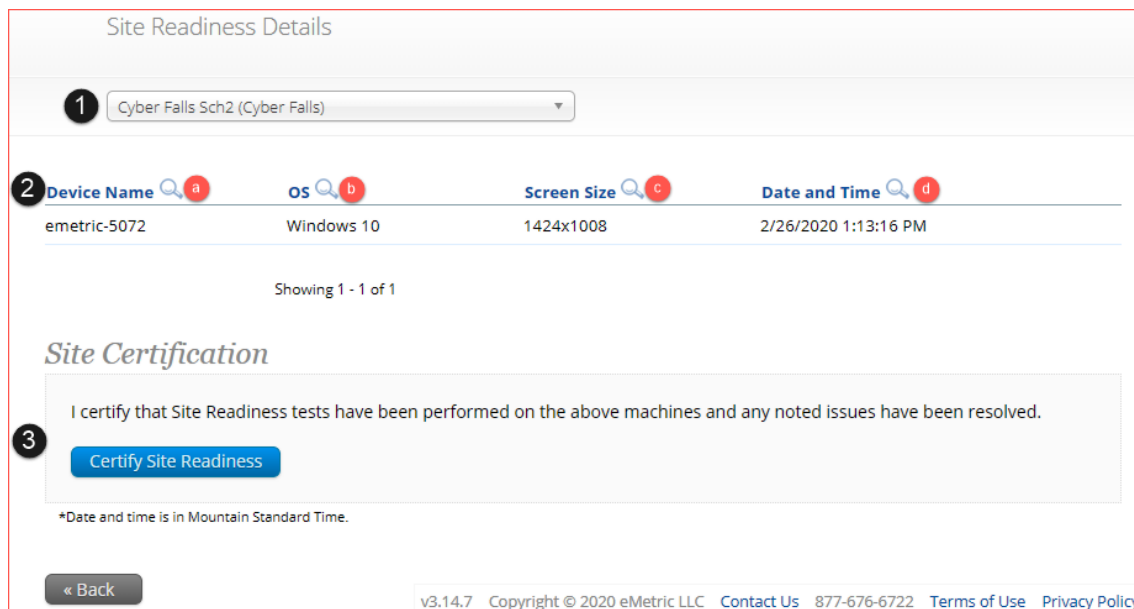 Site Readiness Details
1 Cyber Falls Sch2 (Cyber Falls)
2 Device Name a OS b Screen Size c Date and Time d
emetric-5072 Windows 10 1424x1008 2/26/2020 1:13:16 PM
Showing 1 - 1 of 1
Site Certification
I certify that Site Readiness tests have been performed on the above machines and any noted issues have been resolved.
3
Certify Site Readiness
*Date and time is in Mountain Standard Time.
« Back
v3.14.7 Copyright © 2020 eMetric LLC Contact Us 877-676-6722 Terms of Use Privacy Policy